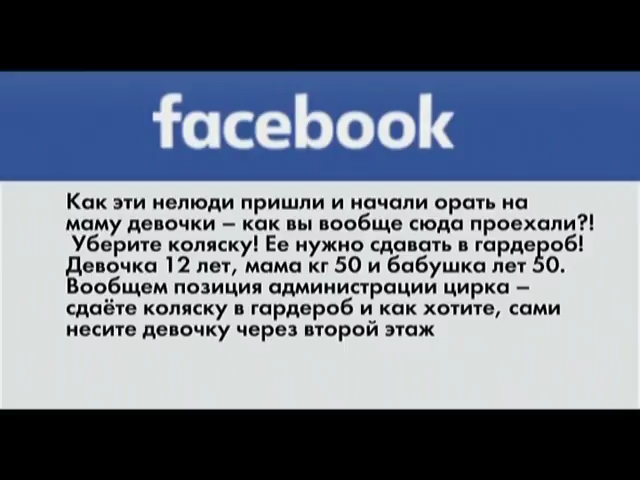 facebook
Как эти нелюди пришли и начали орать на
маму девочки – как вы вообще сюда проехали?!
Уберите коляску! Ее нужно сдавать в гардероб!
Девочка 12 лет, мама кг 50 и бабушка лет 50.
Вообщем позиция администрации цирка –
сдаёте коляску в гардероб и как хотите, сами
несите девочку через второй этаж